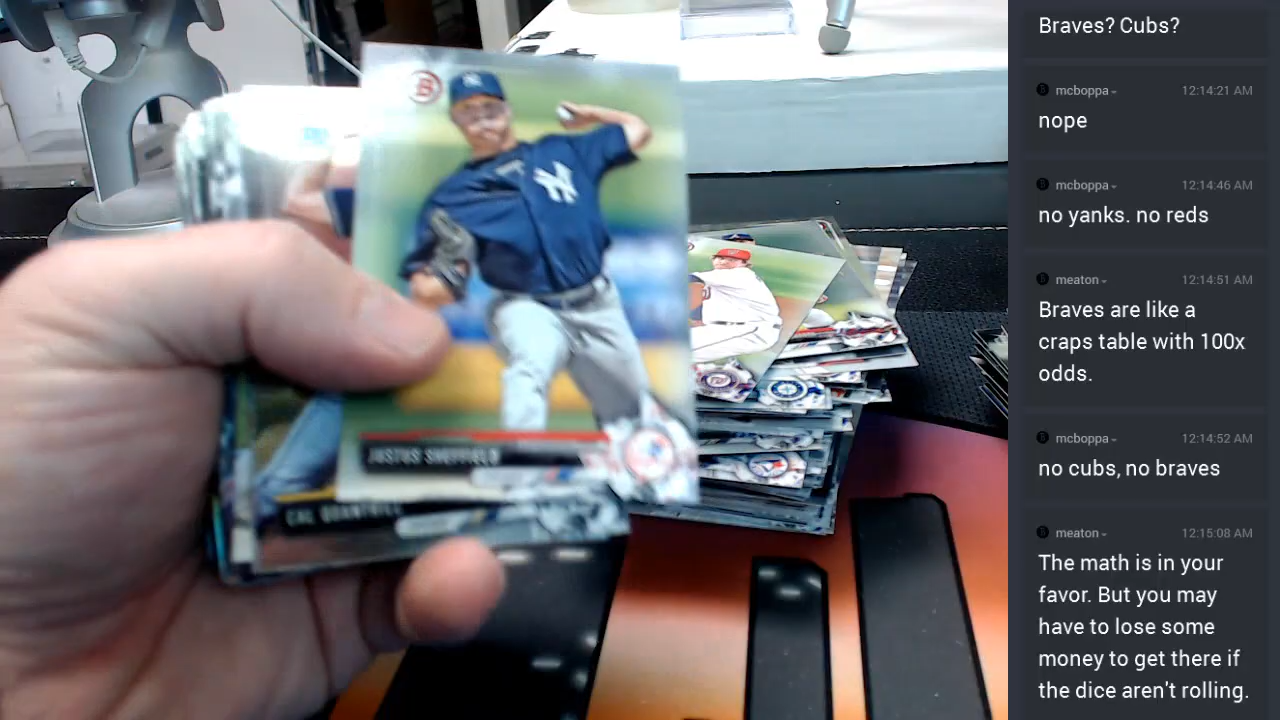 B
NY
JUSTUS SHEFFIELD
CAL QUANTRILL
Braves? Cubs?
mcboppa
12:14:21 AM
nope
mcboppa
12:14:46 AM
no yanks. no reds
meaton
12:14:51 AM
Braves are like a
craps table with 100x
odds.
mcboppa
12:14:52 AM
no cubs, no braves
meaton
12:15:08 AM
The math is in your
favor. But you may
have to lose some
money to get there if
the dice aren't rolling.